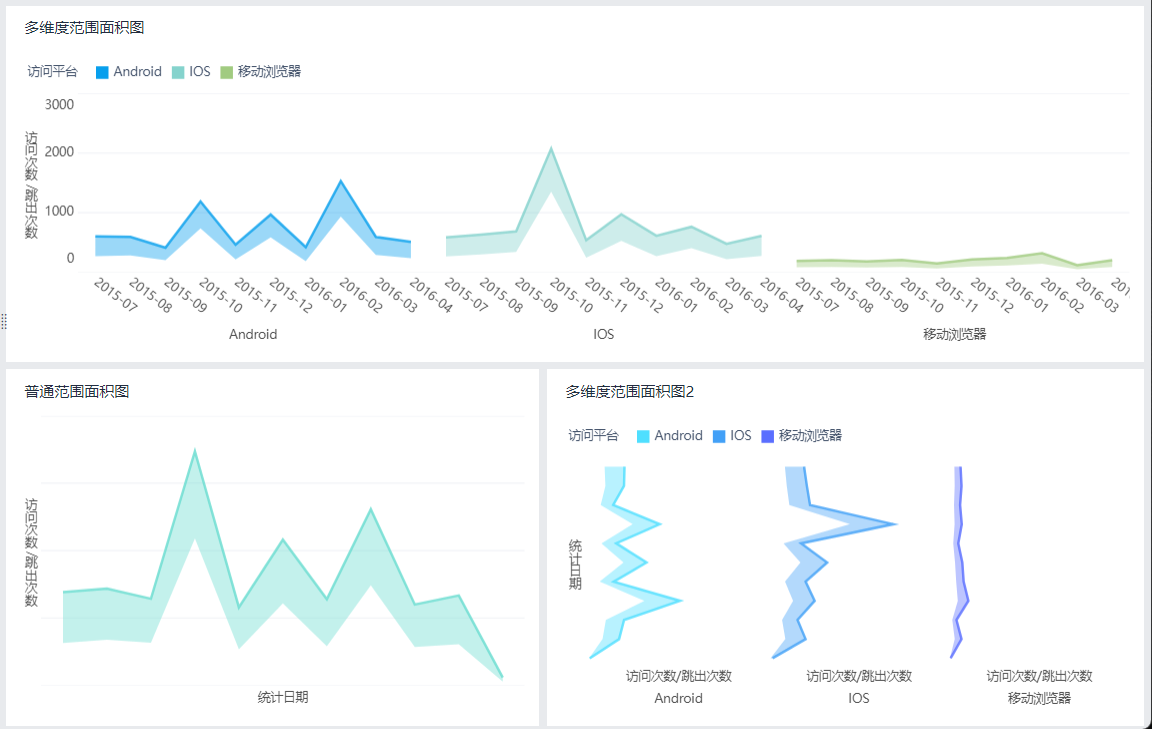 多维度范围面积图
访问平台 Android IOS 移动浏览器
访问次数/跳出次数
3000
2000
1000
0
2015-07 2015-08 2015-09 2015-10 2015-11 2015-12 2016-01 2016-02 2016-03 2016-04 2015-07 2015-08 2015-09 2015-10 2015-11 2015-12 2016-01 2016-02 2016-03 2016-04 2015-07 2015-08 2015-09 2015-10 2015-11 2015-12 2016-01 2016-02 2016-03 201
Android IOS 移动浏览器
普通范围面积图
访问次数/跳出次数
统计日期
多维度范围面积图2
访问平台 Android IOS 移动浏览器
统计日期
访问次数/跳出次数 访问次数/跳出次数 访问次数/跳出次数
Android IOS 移动浏览器